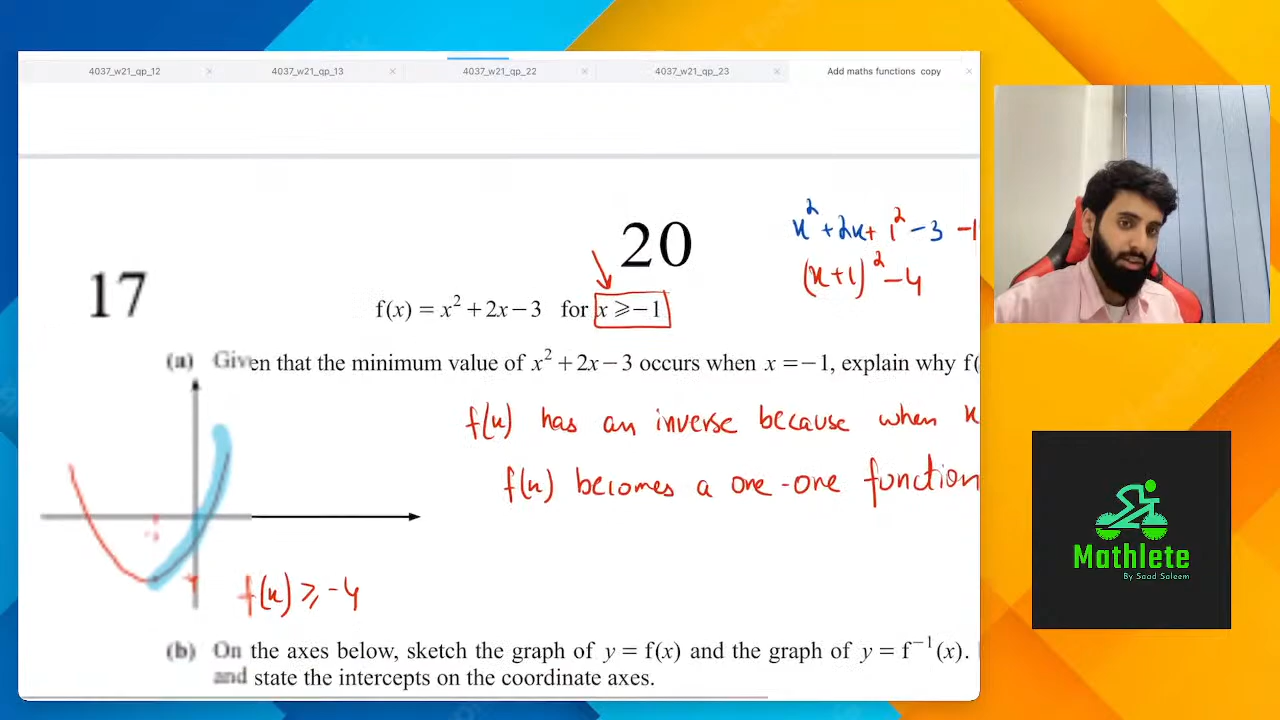 4037_w21_qp_12 × 4037_w21_qp_13 × 4037_w21_qp_22 × 4037_w21_qp_23 × Add maths functions copy ×
17
20
x² + 2x + 1² - 3 - 1
(x+1)² - 4
f(x) = x² + 2x − 3 for x ⩾ −1
(a) Given that the minimum value of x² + 2x − 3 occurs when x = −1, explain why f(
f(x) has an inverse because when x
f(x) becomes a one-one function
f(x) ⩾ -4
(b) On the axes below, sketch the graph of y = f(x) and the graph of y = f⁻¹(x).
and state the intercepts on the coordinate axes.
Mathlete
By Saad Saleem